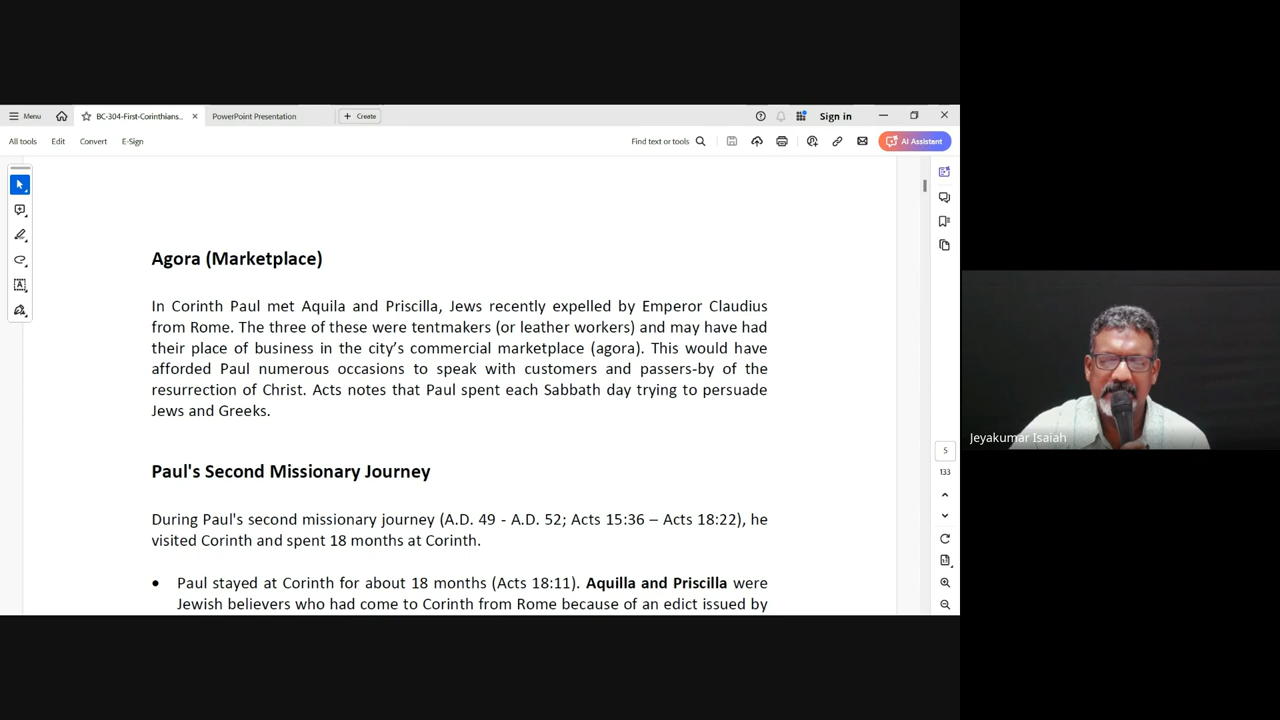 Menu
BC-304-First-Corinthians...
PowerPoint Presentation
Create
Sign in
All tools
Edit
Convert
E-Sign
Find text or tools
AI Assistant
Agora (Marketplace)
In Corinth Paul met Aquila and Priscilla, Jews recently expelled by Emperor Claudius
from Rome. The three of these were tentmakers (or leather workers) and may have had
their place of business in the city’s commercial marketplace (agora). This would have
afforded Paul numerous occasions to speak with customers and passers-by of the
resurrection of Christ. Acts notes that Paul spent each Sabbath day trying to persuade
Jews and Greeks.
Paul's Second Missionary Journey
During Paul's second missionary journey (A.D. 49 - A.D. 52; Acts 15:36 – Acts 18:22), he
visited Corinth and spent 18 months at Corinth.
• Paul stayed at Corinth for about 18 months (Acts 18:11). Aquilla and Priscilla were
Jewish believers who had come to Corinth from Rome because of an edict issued by
5
133
Jeyakumar Isaiah